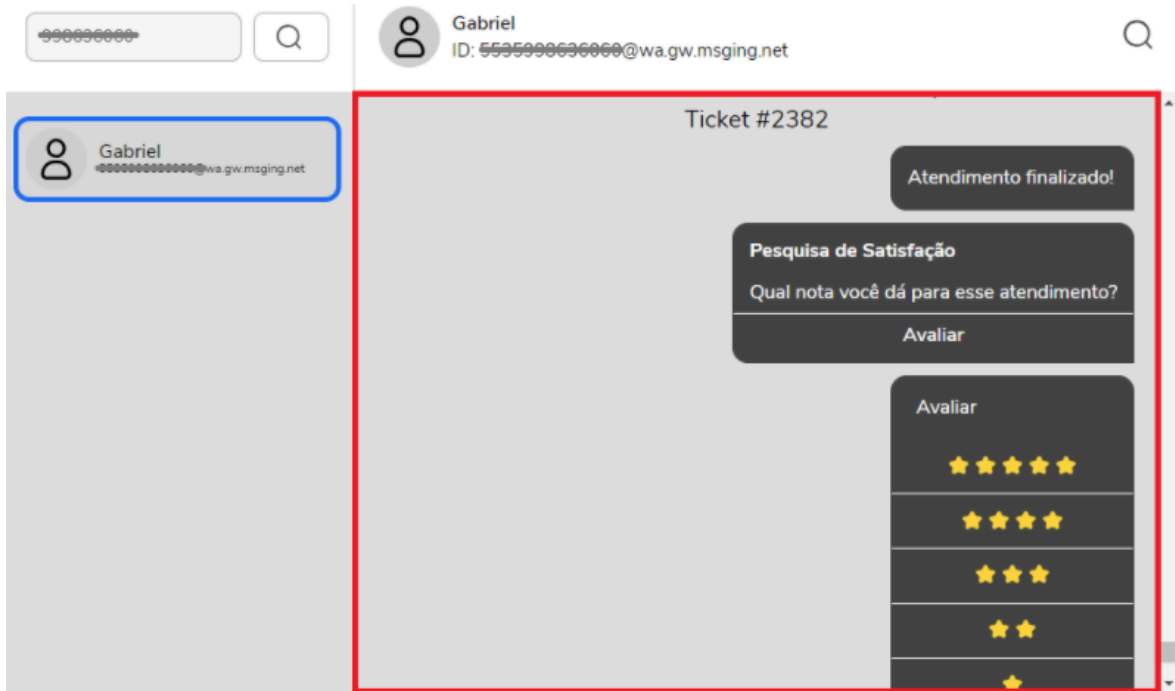 Gabriel
ID: @wa.gw.msging.net
Gabriel
@wa.gw.msging.net
Ticket #2382
Atendimento finalizado!
Pesquisa de Satisfação
Qual nota você dá para esse atendimento?
Avaliar
Avaliar